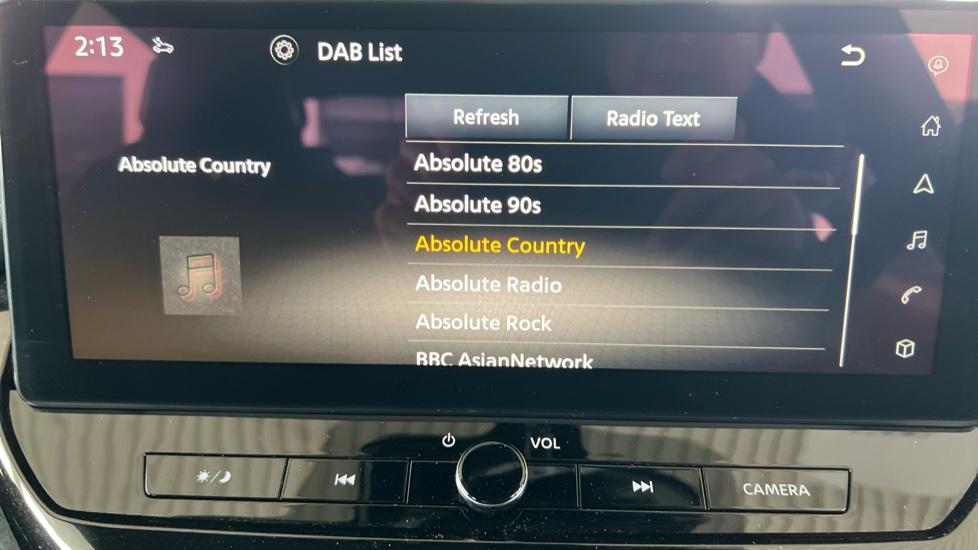 2:13
DAB List
Refresh
Radio Text
Absolute Country
Absolute 80s
Absolute 90s
Absolute Country
Absolute Radio
Absolute Rock
BBC AsianNetwork
VOL
CAMERA